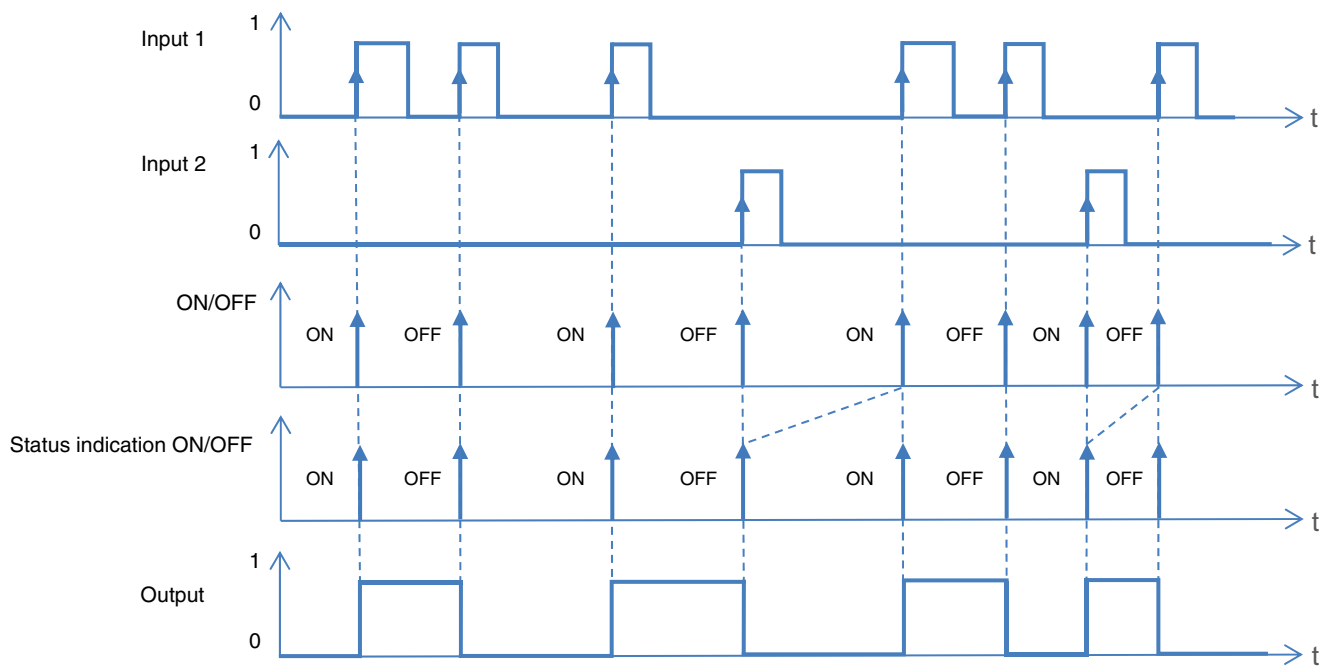 1
Input 1
0
t
1
Input 2
0
t
ON/OFF
ON OFF ON OFF ON OFF ON OFF
t
Status indication ON/OFF
ON OFF ON OFF ON OFF ON OFF
t
1
Output
0
t